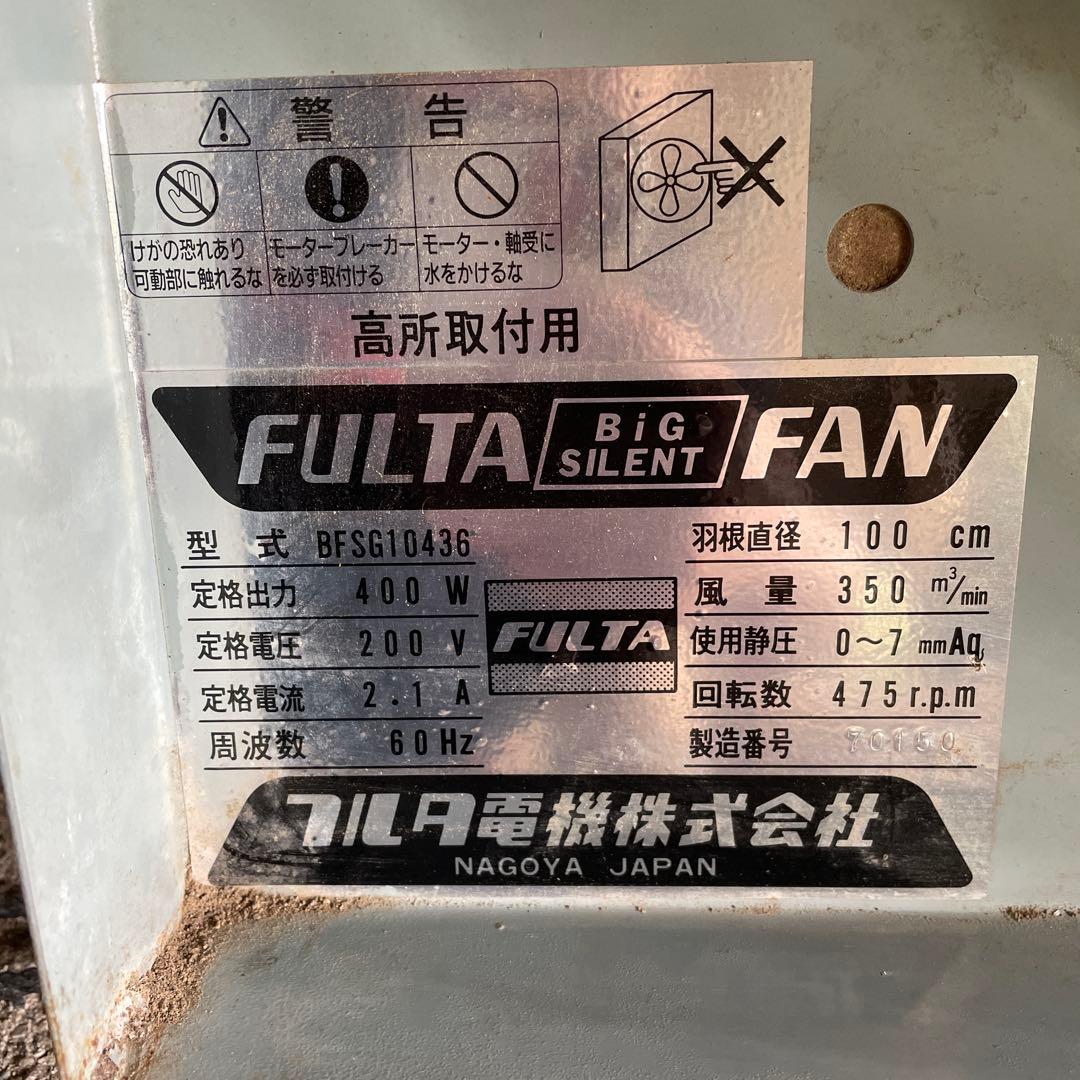 警告
けがの恐れあり
可動部に触れるな
モーターブレーカー
を必ず取付ける
モーター・軸受に
水をかけるな
高所取付用
FULTA BiG SILENT FAN
型式 BFSG10436
定格出力 400 W
定格電圧 200 V
定格電流 2.1 A
周波数 60Hz
FULTA
羽根直径 100 cm
風量 350 m³/min
使用静圧 0～7 mmAq
回転数 475r.p.m
製造番号 70150
フルタ電機株式会社
NAGOYA JAPAN